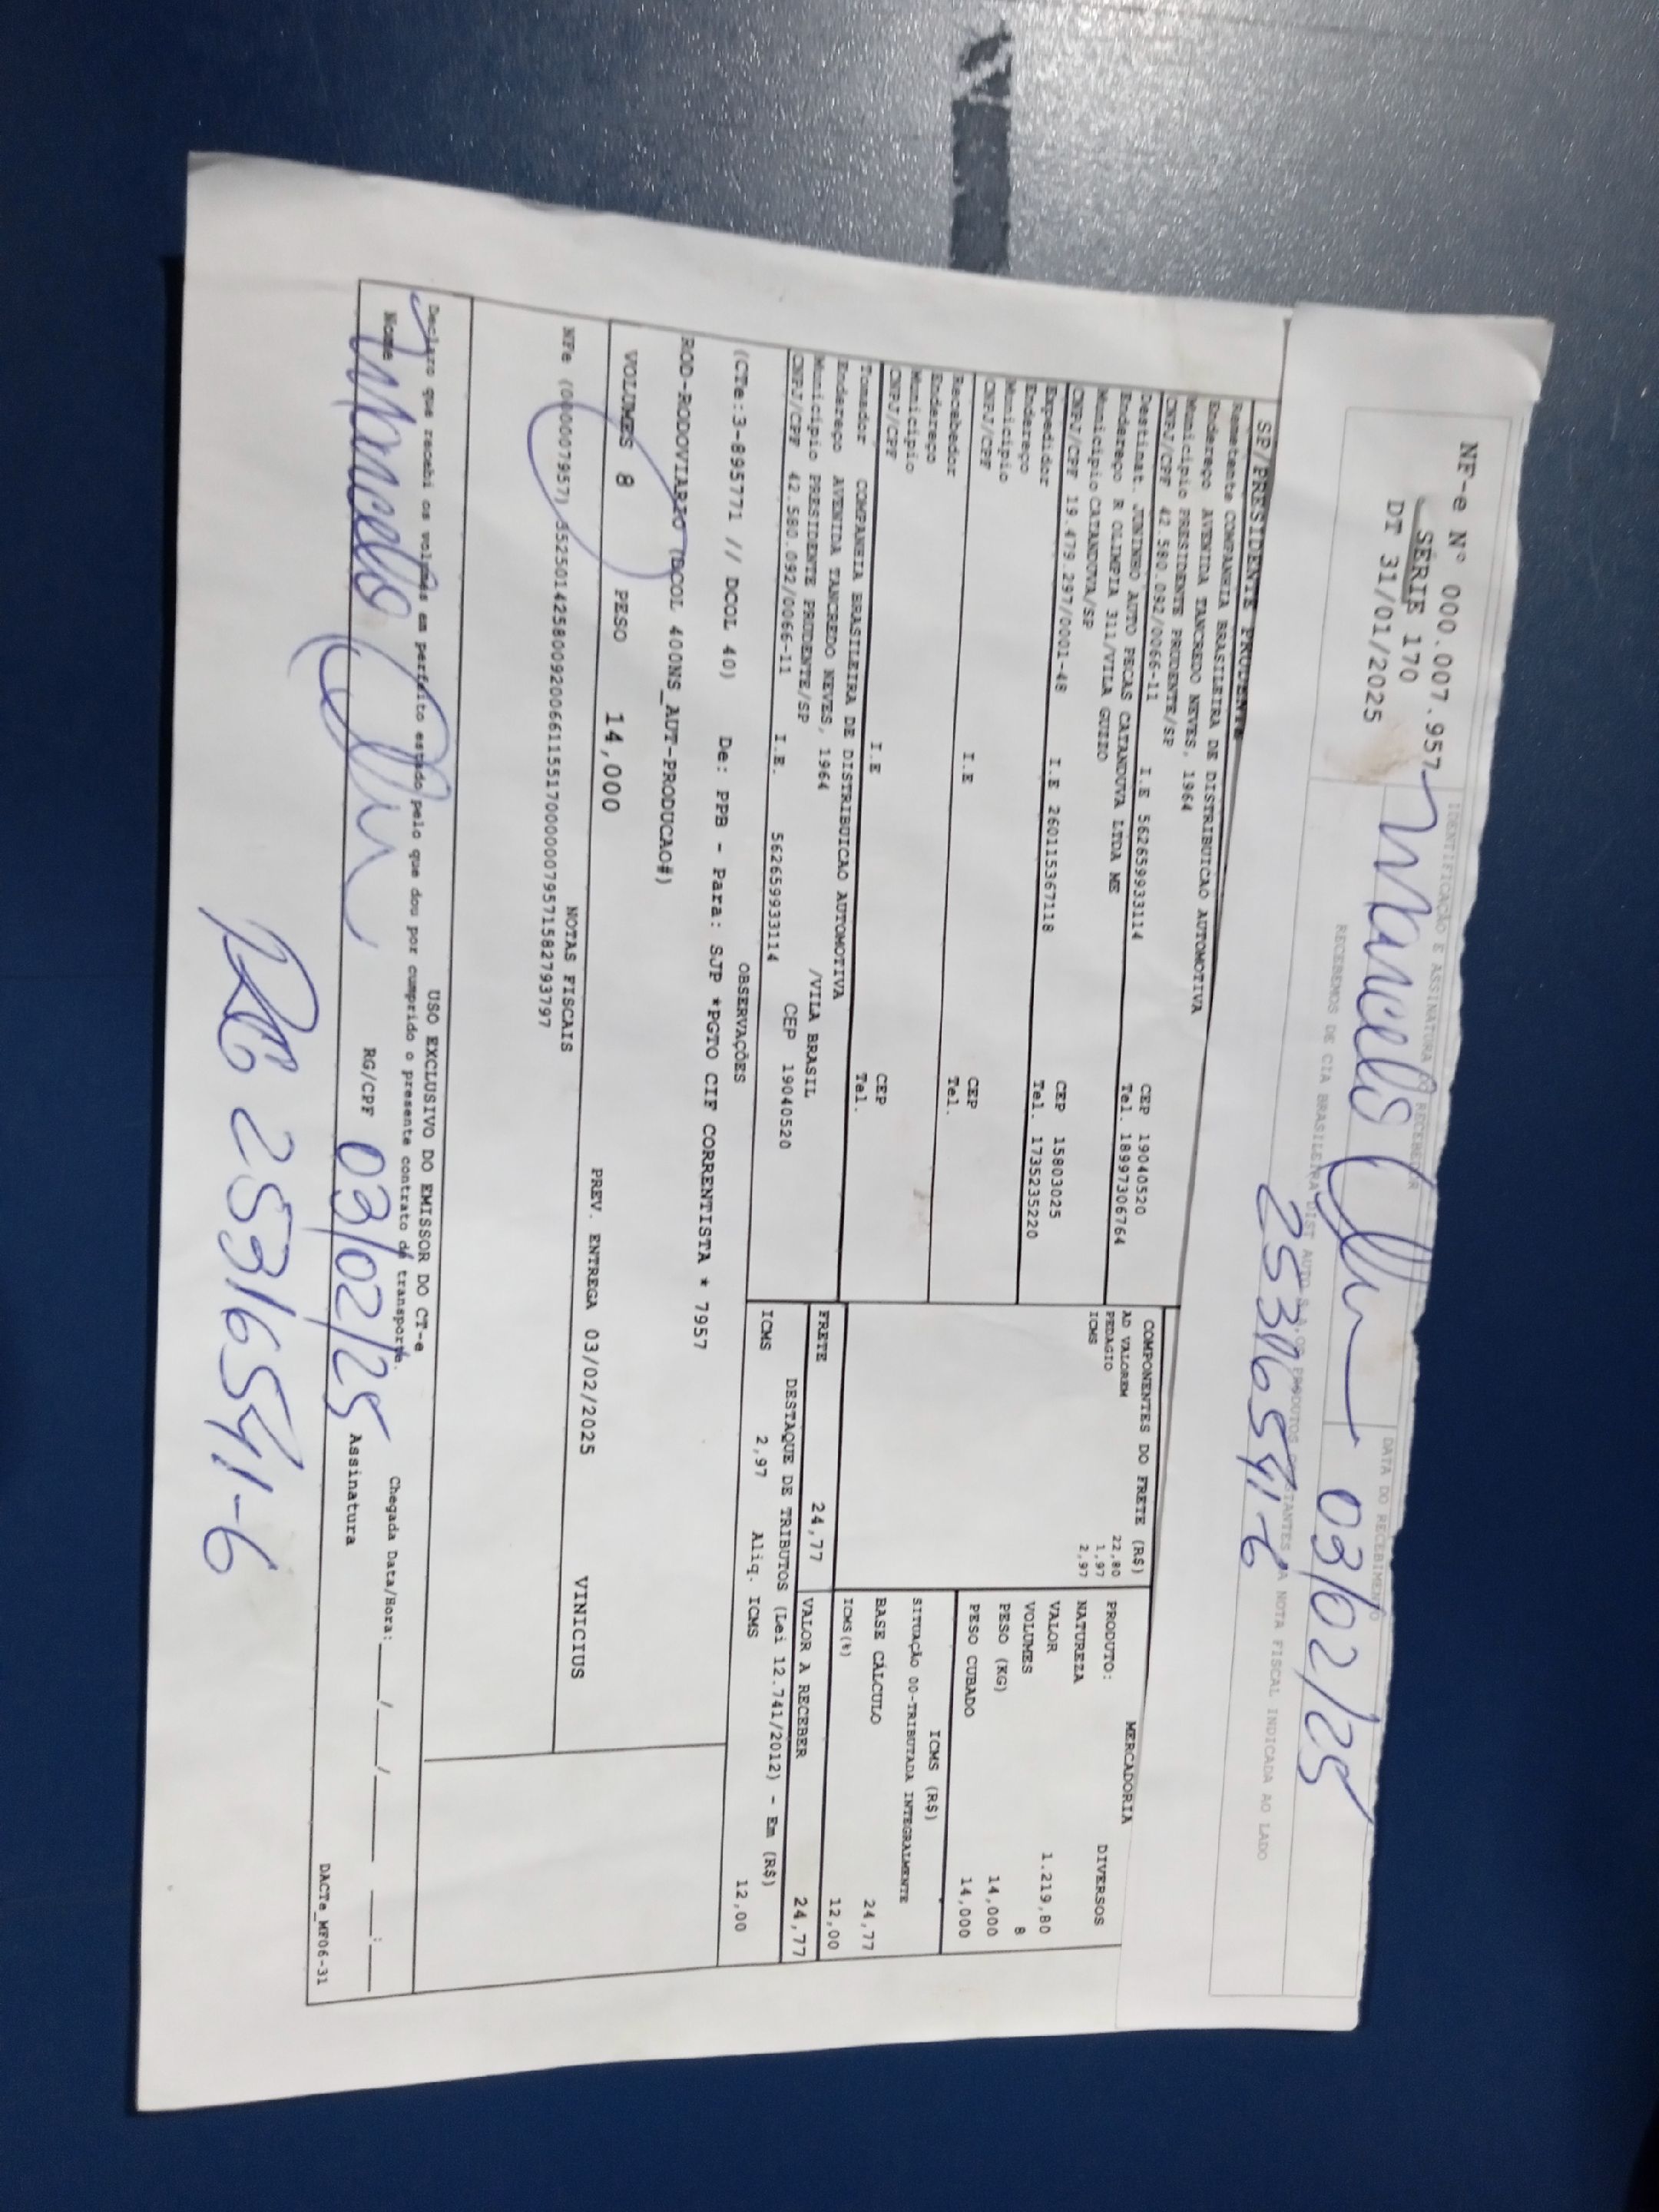 NF-e N° 000.007.957
SÉRIE 170
DT 31/01/2025
IDENTIFICAÇÃO E ASSINATURA DO RECEBEDOR
DATA DO RECEBIMENTO
Marcelo
03/02/25
RECEBEMOS DE CIA BRASILEIRA DIST AUTO S.A, OS PRODUTOS CONSTANTES DA NOTA FISCAL INDICADA AO LADO
25316541-6
SP/PRESIDENTE PRUDENTE
Remetente COMPANHIA BRASILEIRA DE DISTRIBUICAO AUTOMOTIVA
Endereço AVENIDA TANCREDO NEVES, 1964
Município PRESIDENTE PRUDENTE/SP CEP 19040520
CNPJ/CPF 42.580.092/0066-11 I.E 562659933114 Tel. 18997306764
Destinat. JUNINHO AUTO PECAS CATANDUVA LTDA ME
Endereço R OLIMPIA 311/VILA GUZZO
Município CATANDUVA/SP CEP 15803025
CNPJ/CPF 19.479.297/0001-48 I.E 260115367118 Tel. 1735235220
Expedidor
Endereço
Município CEP
CNPJ/CPF I.E Tel.
Recebedor
Endereço
Município CEP
CNPJ/CPF I.E Tel.
Tomador COMPANHIA BRASILEIRA DE DISTRIBUICAO AUTOMOTIVA
Endereço AVENIDA TANCREDO NEVES, 1964 /VILA BRASIL
Município PRESIDENTE PRUDENTE/SP CEP 19040520
CNPJ/CPF 42.580.092/0066-11 I.E. 562659933114
COMPONENTES DO FRETE (R$)
AD VALOREM 22,80
PEDAGIO 1,97
ICMS 2,97
FRETE 24,77
MERCADORIA
PRODUTO: DIVERSOS
NATUREZA
VALOR 1.219,80
VOLUMES 8
PESO (KG) 14,000
PESO CUBADO 14,000
ICMS (R$)
SITUAÇÃO 00-TRIBUTADA INTEGRALMENTE
BASE CÁLCULO 24,77
ICMS(%) 12,00
VALOR A RECEBER 24,77
DESTAQUE DE TRIBUTOS (Lei 12.741/2012) - Em (R$)
ICMS 2,97 Aliq. ICMS 12,00
OBSERVAÇÕES
(CTe:3-895771 // DCOL 40) De: PPB - Para: SJP *PGTO CIF CORRENTISTA * 7957
ROD-RODOVIARIO (DCOL 400NS_AUT-PRODUCAO#)
VOLUMES 8 PESO 14,000 PREV. ENTREGA 03/02/2025 VINICIUS
NOTAS FISCAIS
NFe (000007957) 35250142580092006611551700000079571582793797
USO EXCLUSIVO DO EMISSOR DO CT-e
Declaro que recebi os volumes em perfeito estado pelo que dou por cumprido o presente contrato de transporte.
Chegada Data/Hora: ___/___/____ __:__
Nome Marcelo RG/CPF 03/02/25 Assinatura
DACTe_MF06-31
RG 25316541-6